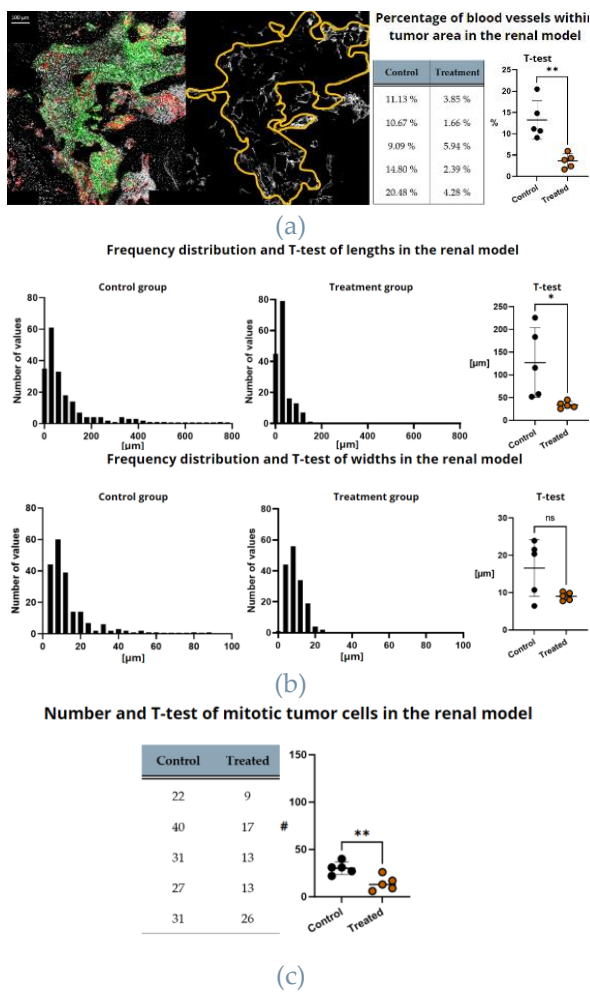 100 µm
Percentage of blood vessels within
tumor area in the renal model
Control Treatment
11.13 % 3.85 %
10.67 % 1.66 %
9.09 % 5.94 %
14.80 % 2.39 %
20.48 % 4.28 %
T-test
**
25
20
15
10
5
0
%
Control Treated
(a)
Frequency distribution and T-test of lengths in the renal model
Control group
Number of values
80
60
40
20
0
0 200 400 600 800
[µm]
Treatment group
Number of values
80
60
40
20
0
0 200 400 600 800
[µm]
T-test
*
250
200
150
100
50
0
[µm]
Control Treated
Frequency distribution and T-test of widths in the renal model
Control group
Number of values
80
60
40
20
0
0 20 40 60 80 100
[µm]
Treatment group
Number of values
80
60
40
20
0
0 20 40 60 80 100
[µm]
T-test
ns
30
20
10
0
[µm]
Control Treated
(b)
Number and T-test of mitotic tumor cells in the renal model
Control Treated
22 9
40 17
31 13
27 13
31 26
150
100
50
0
#
**
Control Treated
(c)